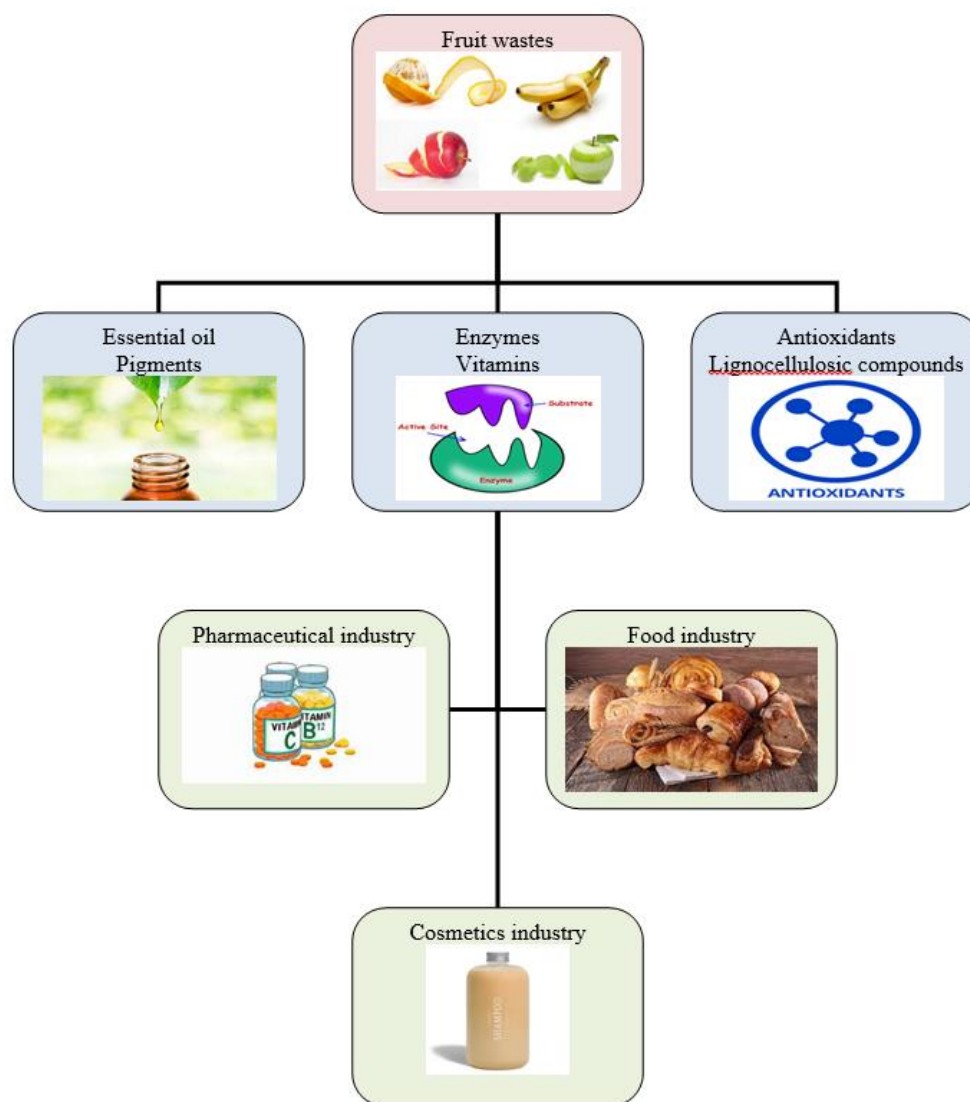 Fruit wastes
Essential oil
Pigments
Enzymes
Vitamins
Substrate
Active Site
Enzyme
Antioxidants
Lignocellulosic compounds
ANTIOXIDANTS
Pharmaceutical industry
VITAMIN
C
VITAMIN
B12
Food industry
Cosmetics industry
SHAMPOO